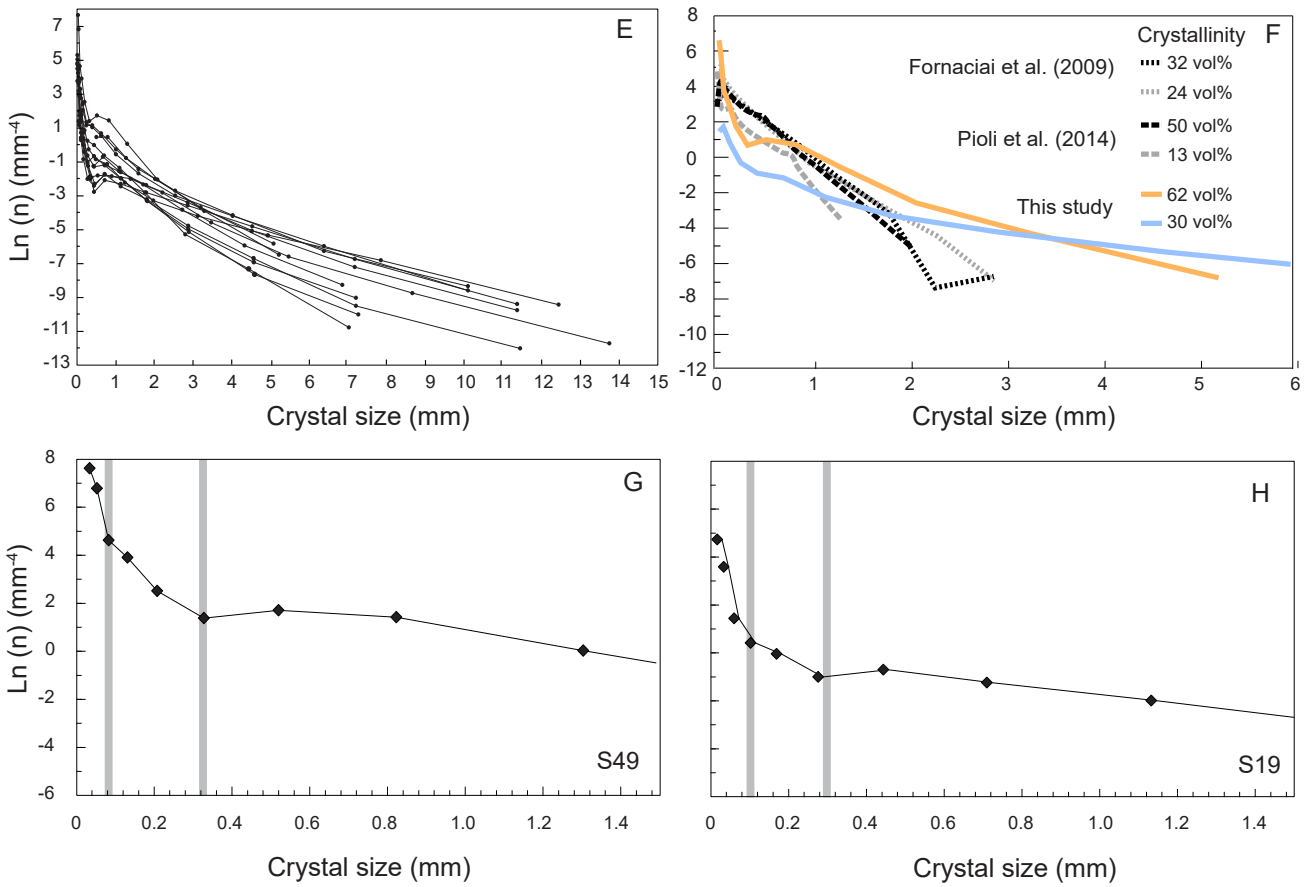 E
7
5
3
1
-1
-3
-5
-7
-9
-11
-13
Ln (n) (mm-4)
0 1 2 3 4 5 6 7 8 9 10 11 12 13 14 15
Crystal size (mm)
F
8
6
4
2
0
-2
-4
-6
-8
-10
-12
Crystallinity
Fornaciai et al. (2009)
32 vol%
24 vol%
Pioli et al. (2014)
50 vol%
13 vol%
This study
62 vol%
30 vol%
0 1 2 3 4 5 6
Crystal size (mm)
G
8
6
4
2
0
-2
-4
-6
Ln (n) (mm-4)
S49
0 0.2 0.4 0.6 0.8 1.0 1.2 1.4
Crystal size (mm)
H
S19
0 0.2 0.4 0.6 0.8 1.0 1.2 1.4
Crystal size (mm)